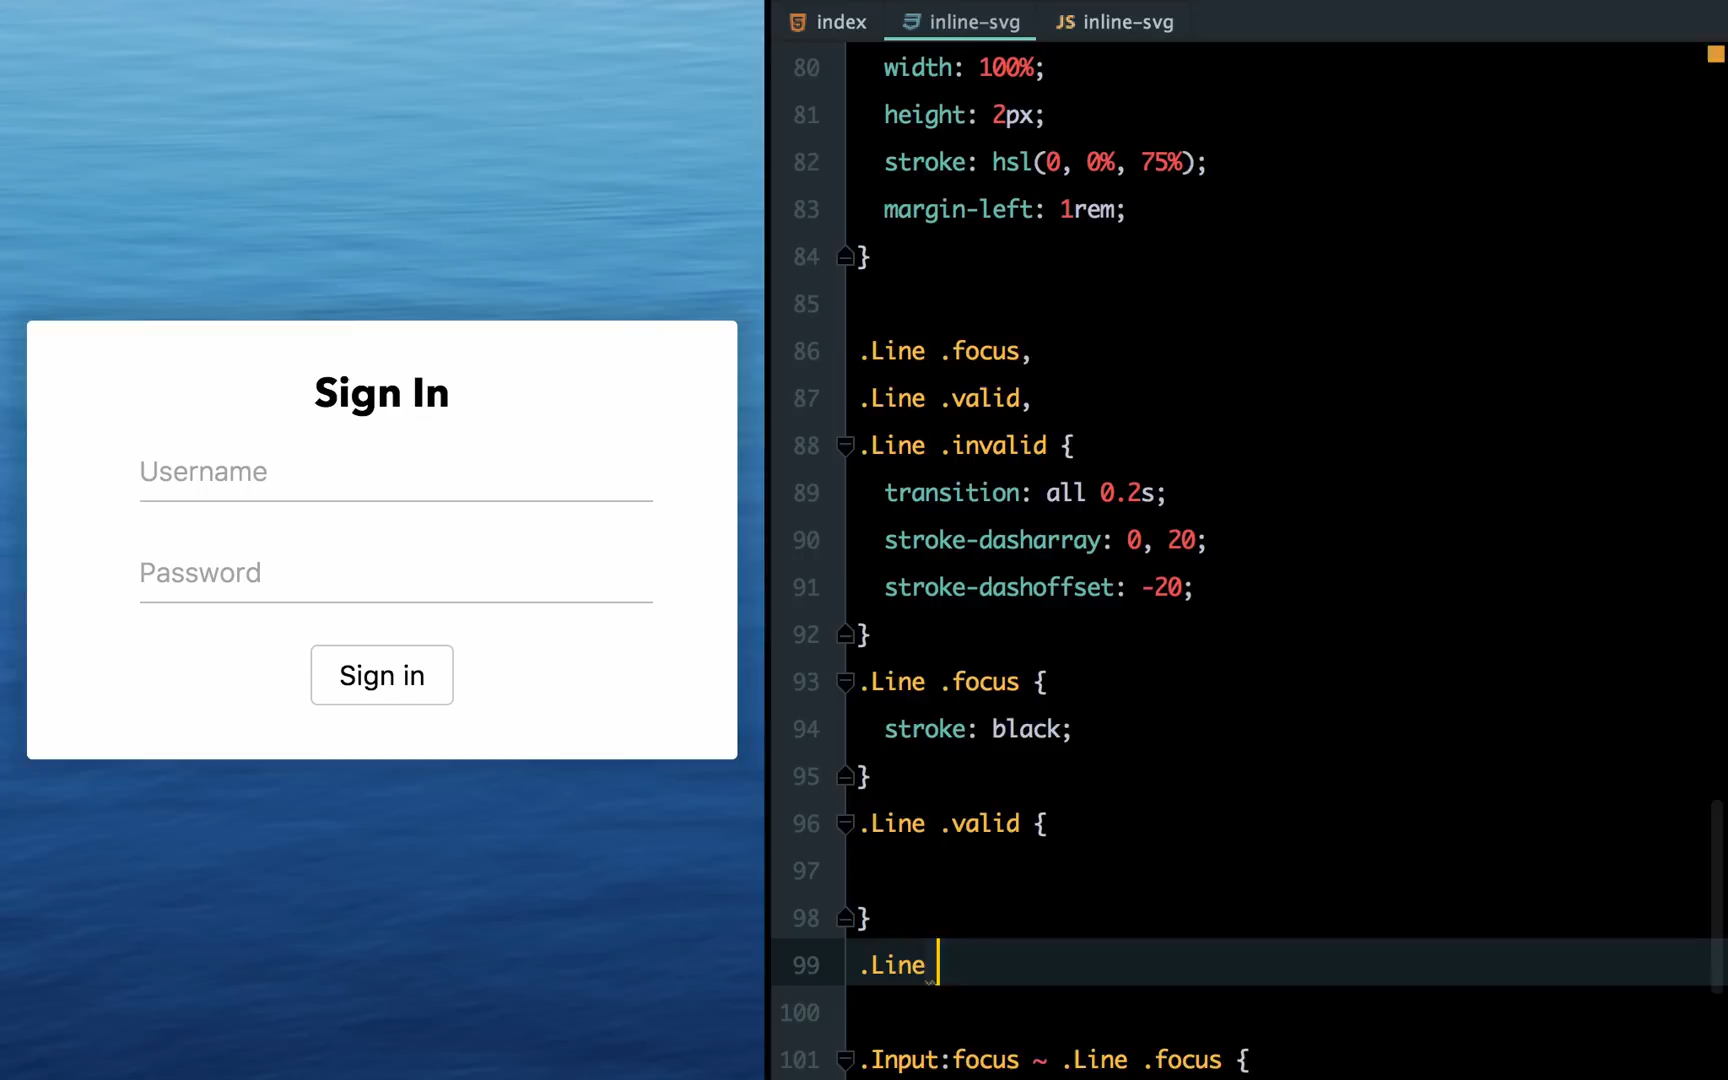 Sign In
Username
Password
Sign in
index
inline-svg
JS inline-svg
80 width: 100%;
81 height: 2px;
82 stroke: hsl(0, 0%, 75%);
83 margin-left: 1rem;
84 }
85
86 .Line .focus,
87 .Line .valid,
88 .Line .invalid {
89 transition: all 0.2s;
90 stroke-dasharray: 0, 20;
91 stroke-dashoffset: -20;
92 }
93 .Line .focus {
94 stroke: black;
95 }
96 .Line .valid {
97
98 }
99 .Line
100
101 .Input:focus ~ .Line .focus {